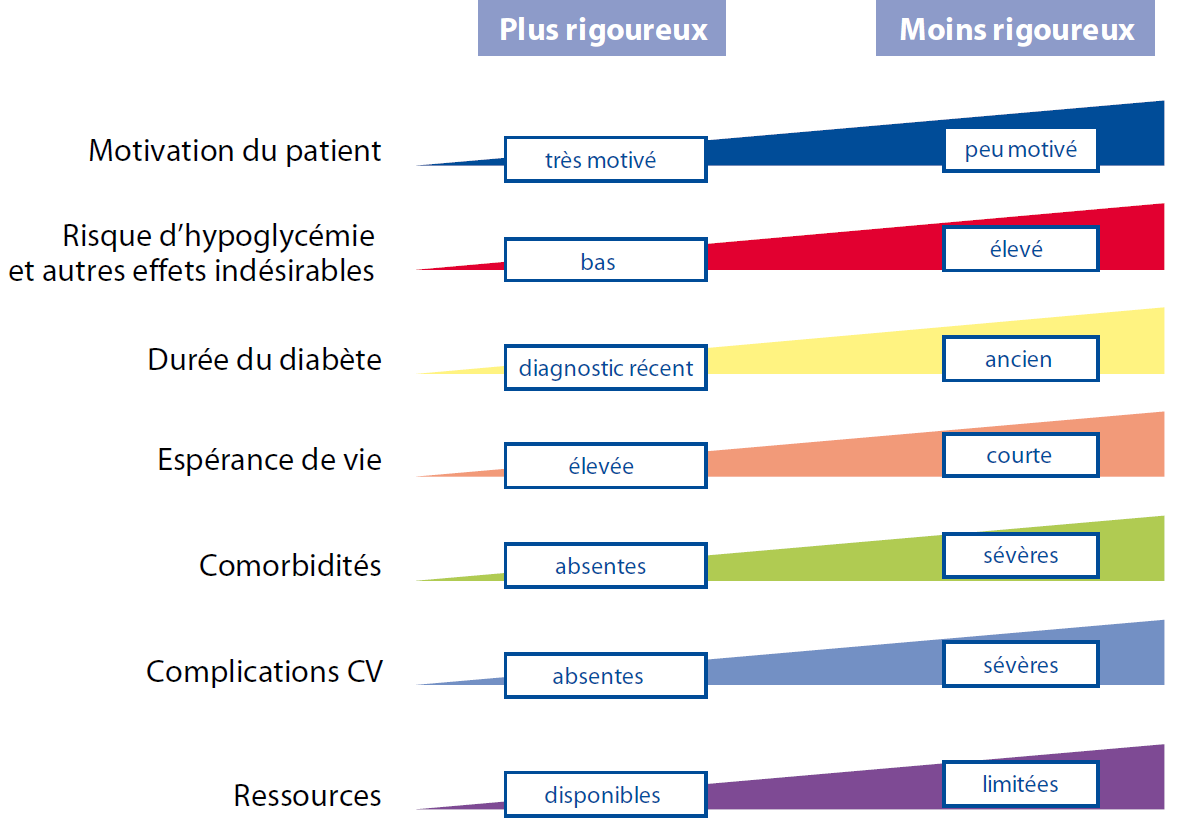 Plus rigoureux
Moins rigoureux
Motivation du patient
très motivé
peu motivé
Risque d’hypoglycémie
et autres effets indésirables
bas
élevé
Durée du diabète
diagnostic récent
ancien
Espérance de vie
élevée
courte
Comorbidités
absentes
sévères
Complications CV
absentes
sévères
Ressources
disponibles
limitées